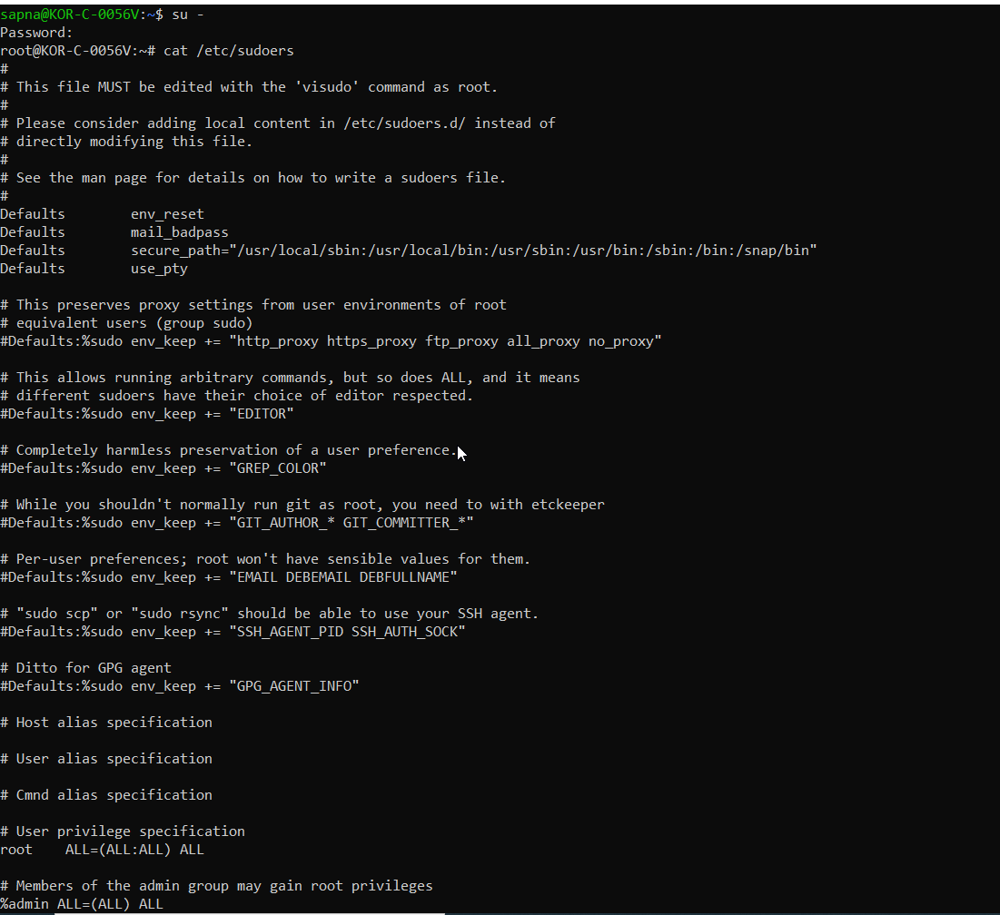 sapna@KOR-C-0056V:~$ su -
Password:
root@KOR-C-0056V:~# cat /etc/sudoers
#
# This file MUST be edited with the 'visudo' command as root.
#
# Please consider adding local content in /etc/sudoers.d/ instead of
# directly modifying this file.
#
# See the man page for details on how to write a sudoers file.
#
Defaults        env_reset
Defaults        mail_badpass
Defaults        secure_path="/usr/local/sbin:/usr/local/bin:/usr/sbin:/usr/bin:/sbin:/bin:/snap/bin"
Defaults        use_pty

# This preserves proxy settings from user environments of root
# equivalent users (group sudo)
#Defaults:%sudo env_keep += "http_proxy https_proxy ftp_proxy all_proxy no_proxy"

# This allows running arbitrary commands, but so does ALL, and it means
# different sudoers have their choice of editor respected.
#Defaults:%sudo env_keep += "EDITOR"

# Completely harmless preservation of a user preference.
#Defaults:%sudo env_keep += "GREP_COLOR"

# While you shouldn't normally run git as root, you need to with etckeeper
#Defaults:%sudo env_keep += "GIT_AUTHOR_* GIT_COMMITTER_*"

# Per-user preferences; root won't have sensible values for them.
#Defaults:%sudo env_keep += "EMAIL DEBEMAIL DEBFULLNAME"

# "sudo scp" or "sudo rsync" should be able to use your SSH agent.
#Defaults:%sudo env_keep += "SSH_AGENT_PID SSH_AUTH_SOCK"

# Ditto for GPG agent
#Defaults:%sudo env_keep += "GPG_AGENT_INFO"

# Host alias specification

# User alias specification

# Cmnd alias specification

# User privilege specification
root    ALL=(ALL:ALL) ALL

# Members of the admin group may gain root privileges
%admin ALL=(ALL) ALL